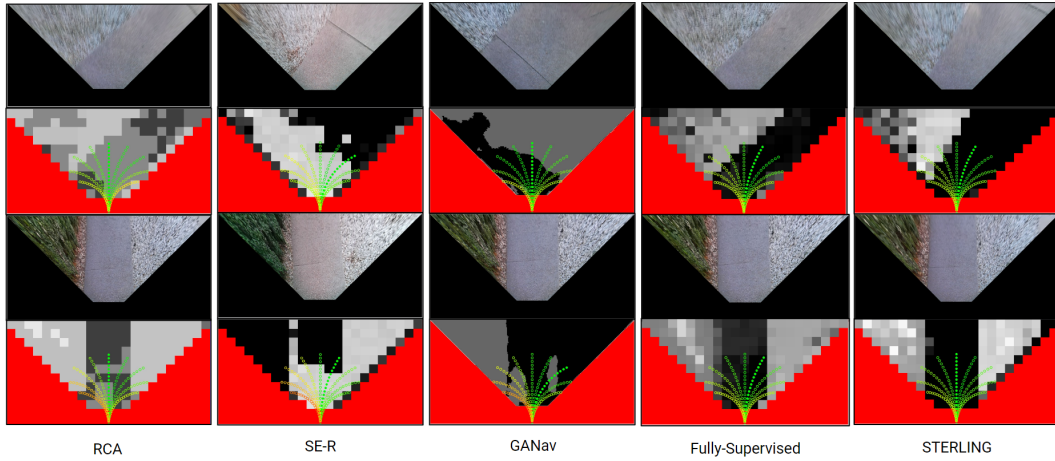 RCA
SE-R
GANav
Fully-Supervised
STERLING